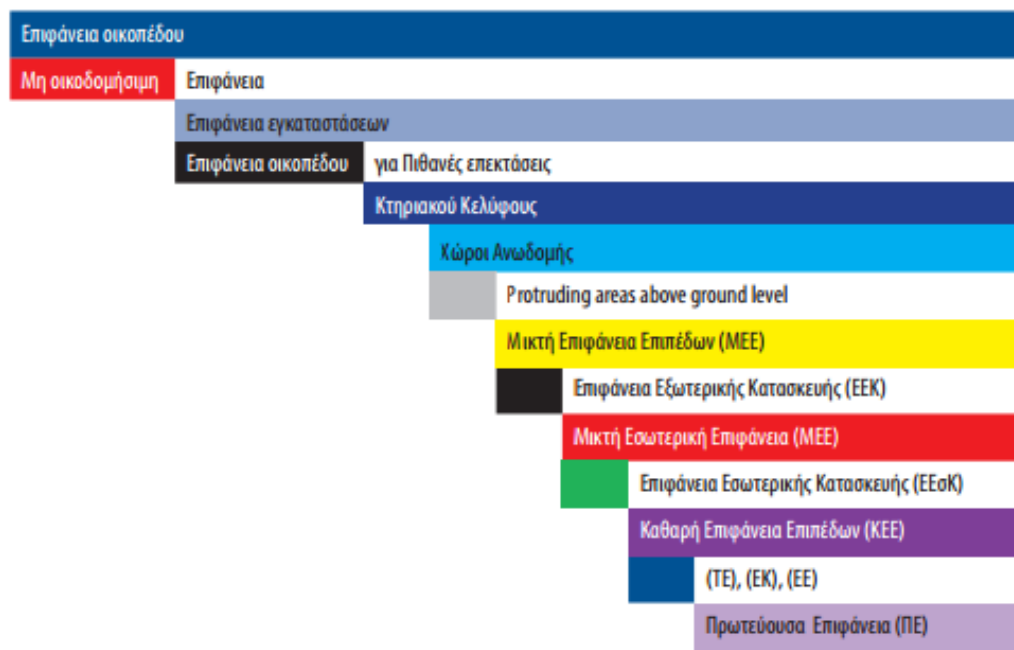 Επιφάνεια οικοπέδου
Μη οικοδομήσιμη Επιφάνεια
Επιφάνεια εγκαταστάσεων
Επιφάνεια οικοπέδου για Πιθανές επεκτάσεις
Κτηριακού Κελύφους
Χώροι Ανωδομής
Protruding areas above ground level
Μικτή Επιφάνεια Επιπέδων (ΜΕΕ)
Επιφάνεια Εξωτερικής Κατασκευής (ΕΕΚ)
Μικτή Εσωτερική Επιφάνεια (ΜΕΕ)
Επιφάνεια Εσωτερικής Κατασκευής (ΕΕσΚ)
Καθαρή Επιφάνεια Επιπέδων (ΚΕΕ)
(ΤΕ), (ΕΚ), (ΕΕ)
Πρωτεύουσα Επιφάνεια (ΠΕ)